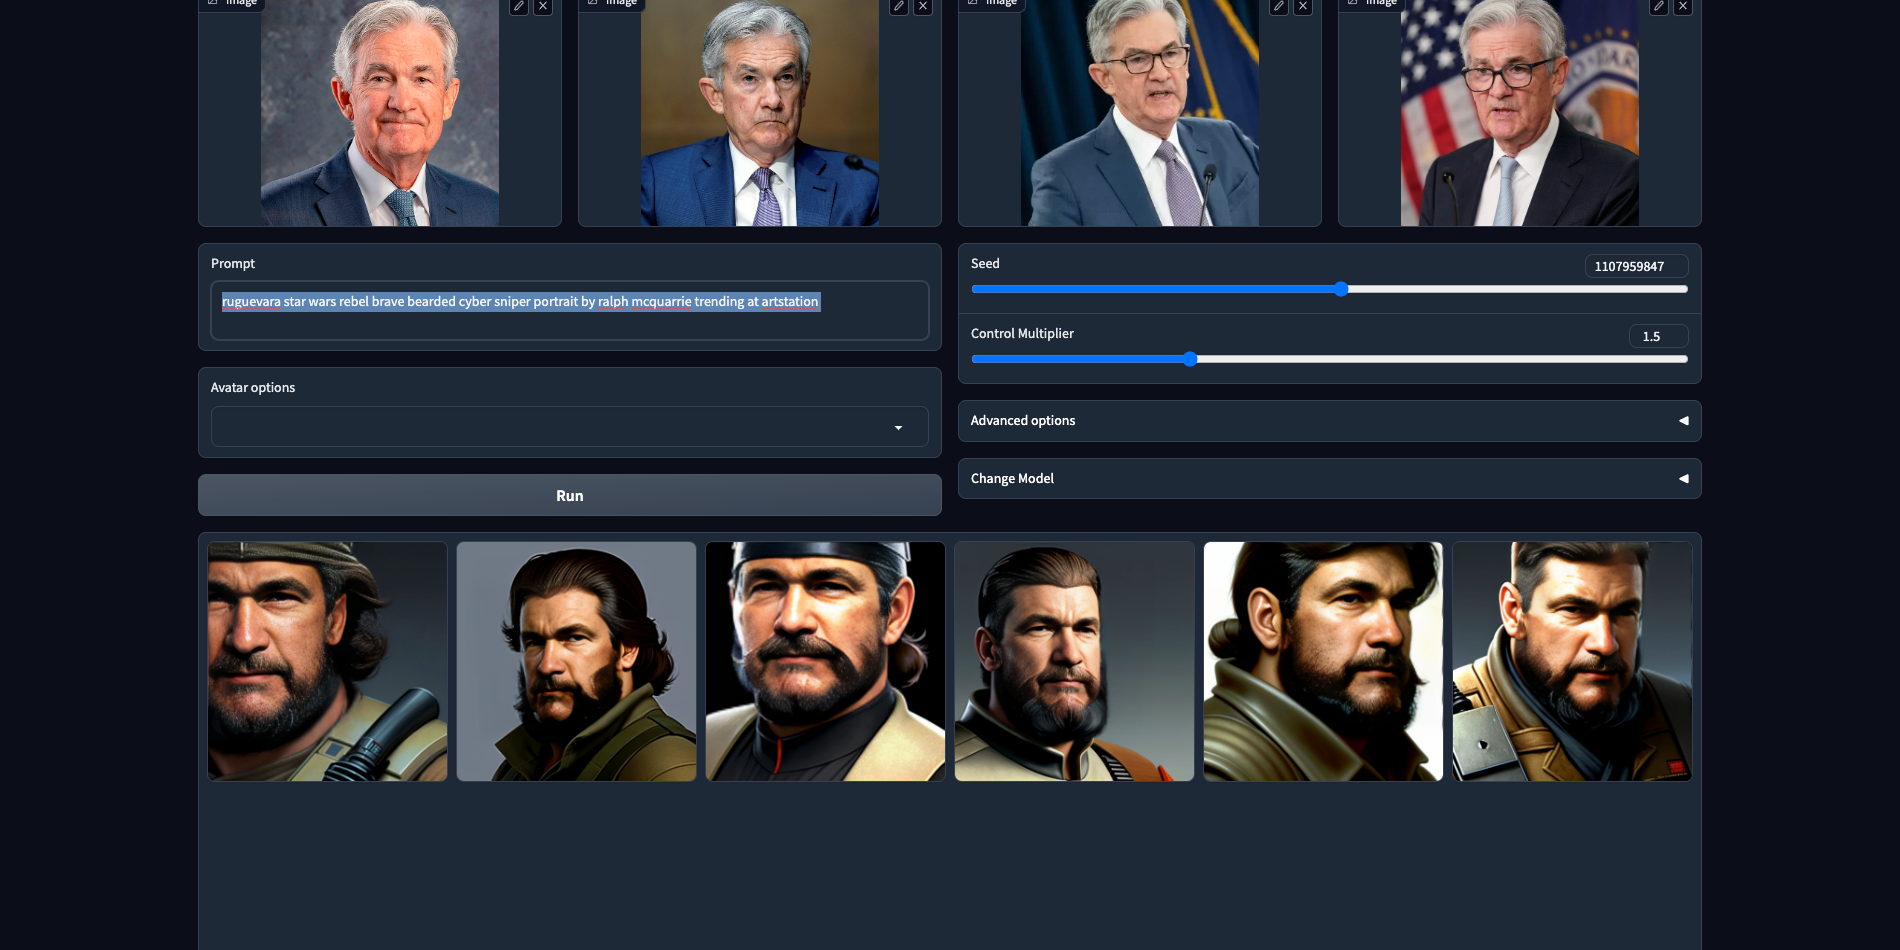 Image
Image
Image
Image
Prompt
ruguevara star wars rebel brave bearded cyber sniper portrait by ralph mcquarrie trending at artstation
Seed
1107959847
Control Multiplier
1.5
Avatar options
Advanced options
Change Model
Run